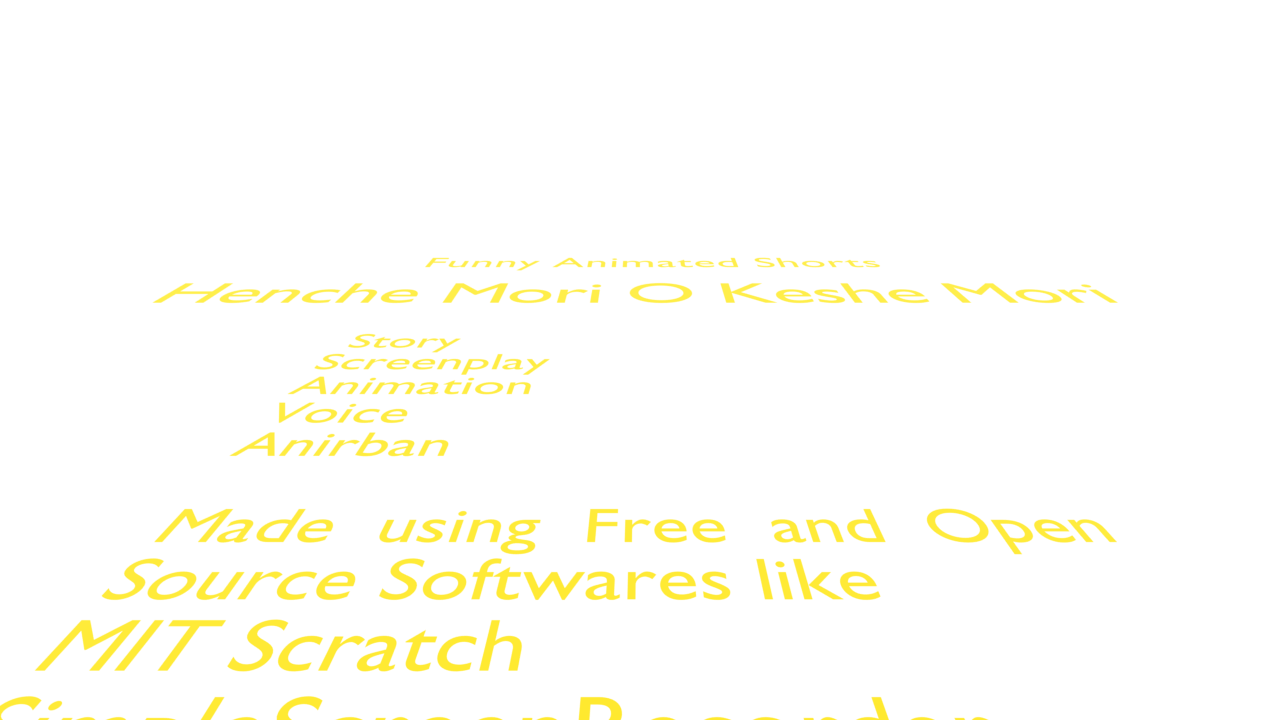 Funny Animated Shorts
Henche Mori O Keshe Mori
Story
Screenplay
Animation
Voice
Anirban
Made using Free and Open
Source Softwares like
MIT Scratch
SimpleScreenRecorder